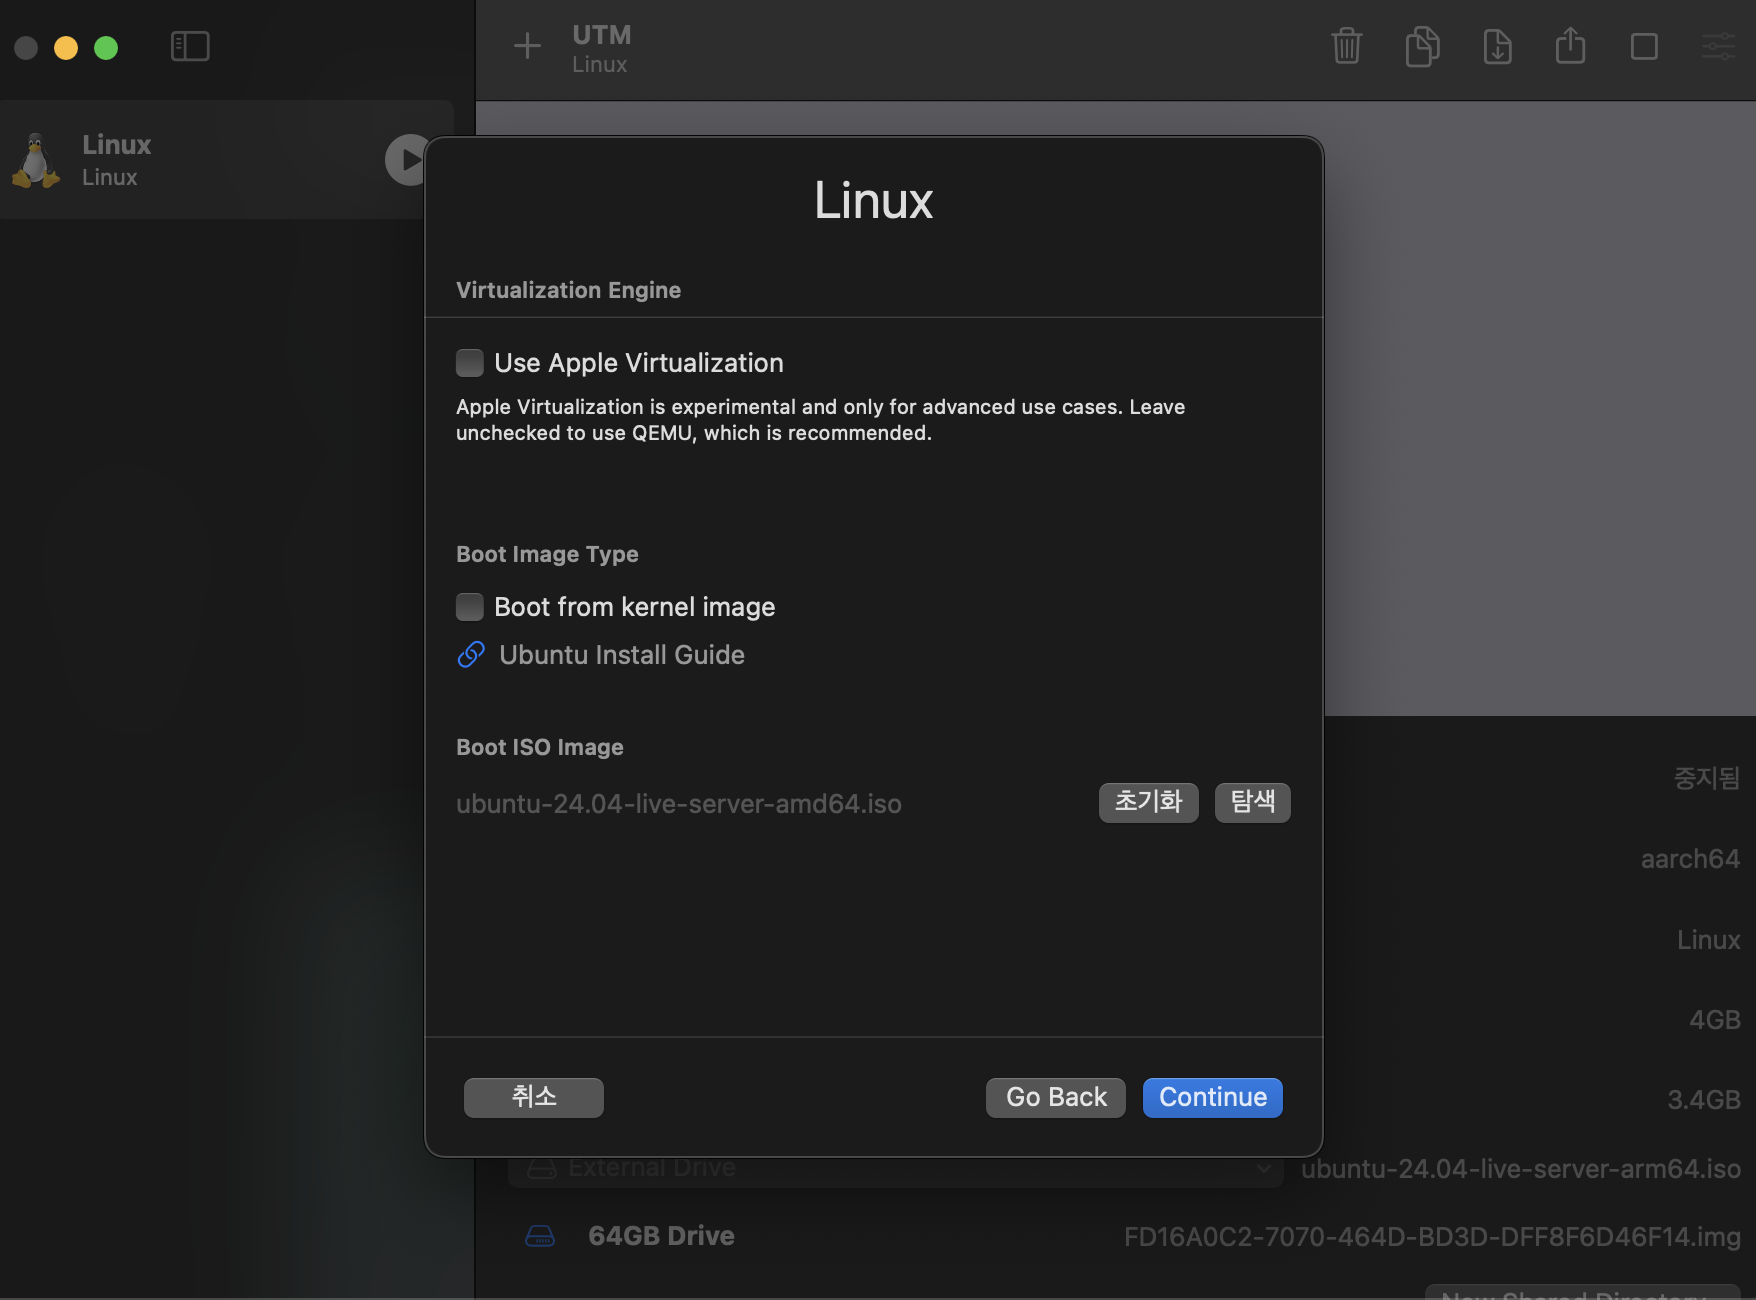 UTM
Linux
Linux
Linux
Linux
Virtualization Engine
Use Apple Virtualization
Apple Virtualization is experimental and only for advanced use cases. Leave
unchecked to use QEMU, which is recommended.
Boot Image Type
Boot from kernel image
Ubuntu Install Guide
Boot ISO Image
ubuntu-24.04-live-server-amd64.iso
초기화
탐색
취소
Go Back
Continue
중지됨
aarch64
Linux
4GB
3.4GB
External Drive
ubuntu-24.04-live-server-arm64.iso
64GB Drive
FD16A0C2-7070-464D-BD3D-DFF8F6D46F14.img
New Shared Directory